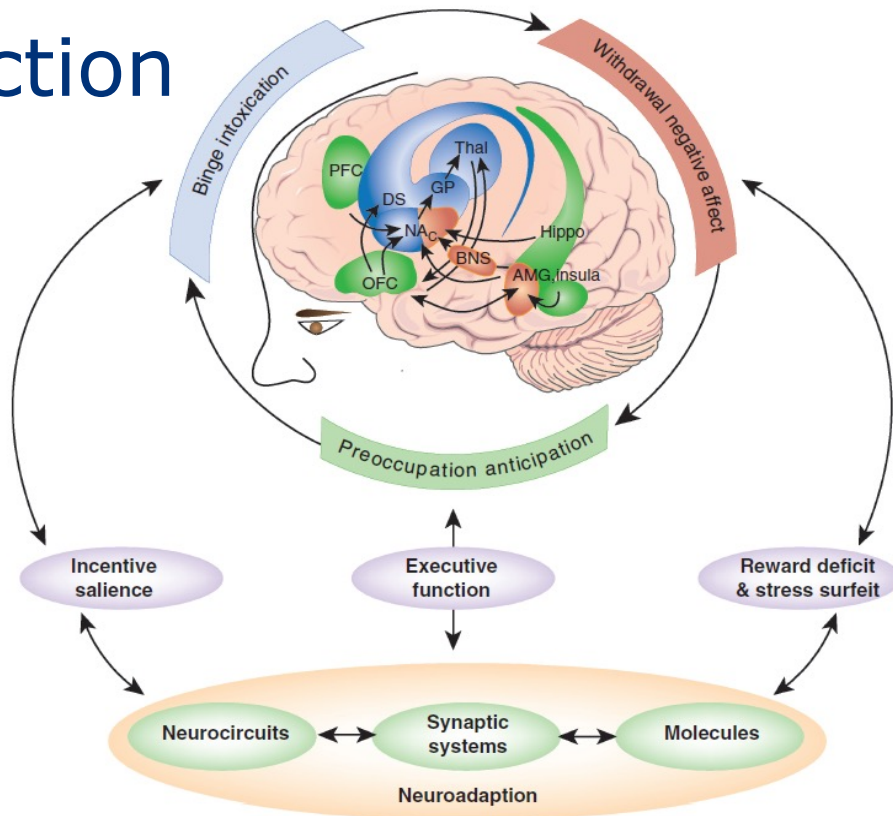 ction
Binge intoxication
Withdrawal negative affect
PFC
Thal
DS
GP
NAC
Hippo
BNS
AMG,insula
OFC
Preoccupation anticipation
Incentive
salience
Executive
function
Reward deficit
& stress surfeit
Neurocircuits
Synaptic
systems
Molecules
Neuroadaption